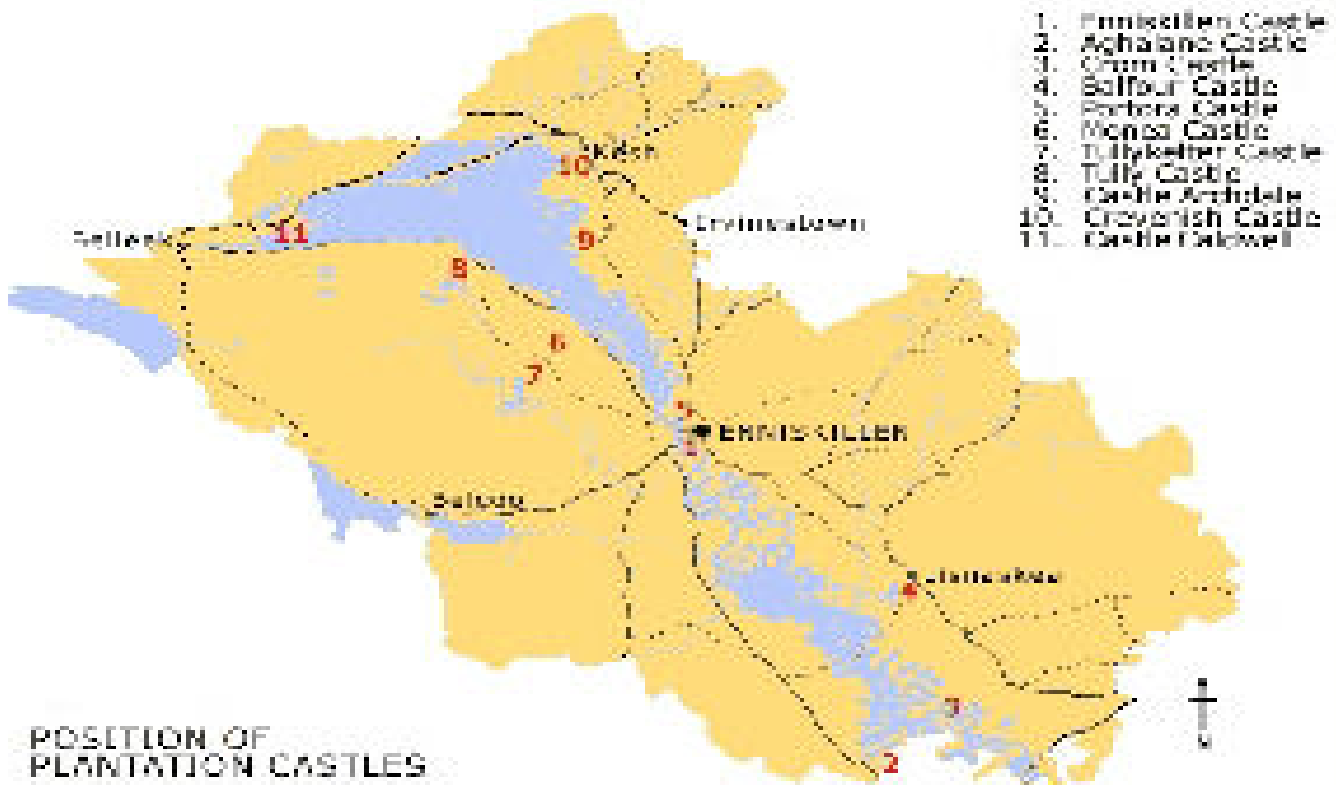 1. Enniskillen Castle
2. Aghalane Castle
3. Crom Castle
4. Balfour Castle
5. Portora Castle
6. Monea Castle
7. Tullykelter Castle
8. Tully Castle
9. Castle Archdale
10. Crevenish Castle
11. Castle Caldwell
Kesh
10
Irvinestown
11
9
Belleek
8
6
7
5
ENNISKILLEN
1
Belcoo
4
3
2
POSITION OF
PLANTATION CASTLES